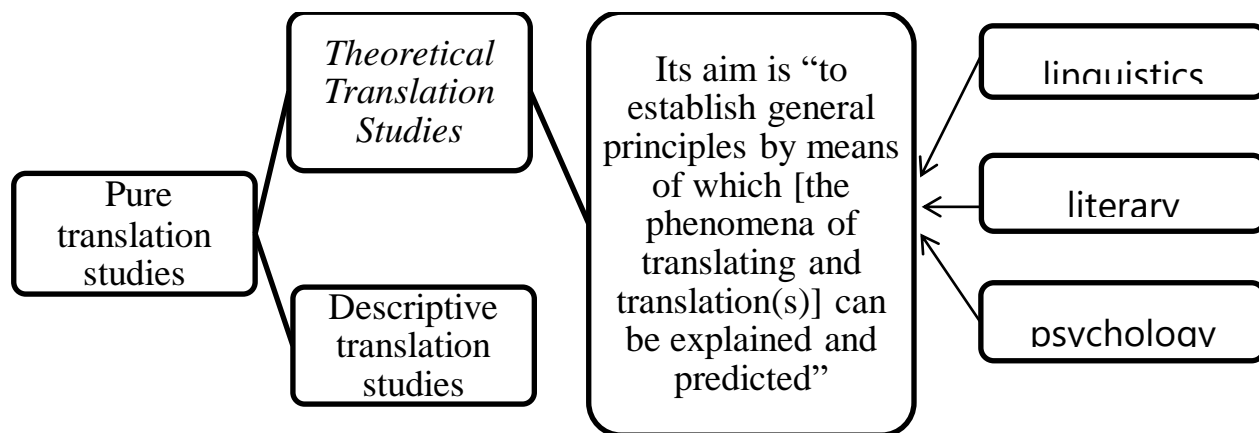 Pure
translation
studies
Theoretical
Translation
Studies
Descriptive
translation
studies
Its aim is “to
establish general
principles by means
of which [the
phenomena of
translating and
translation(s)] can
be explained and
predicted”
linguistics
literary
psychology